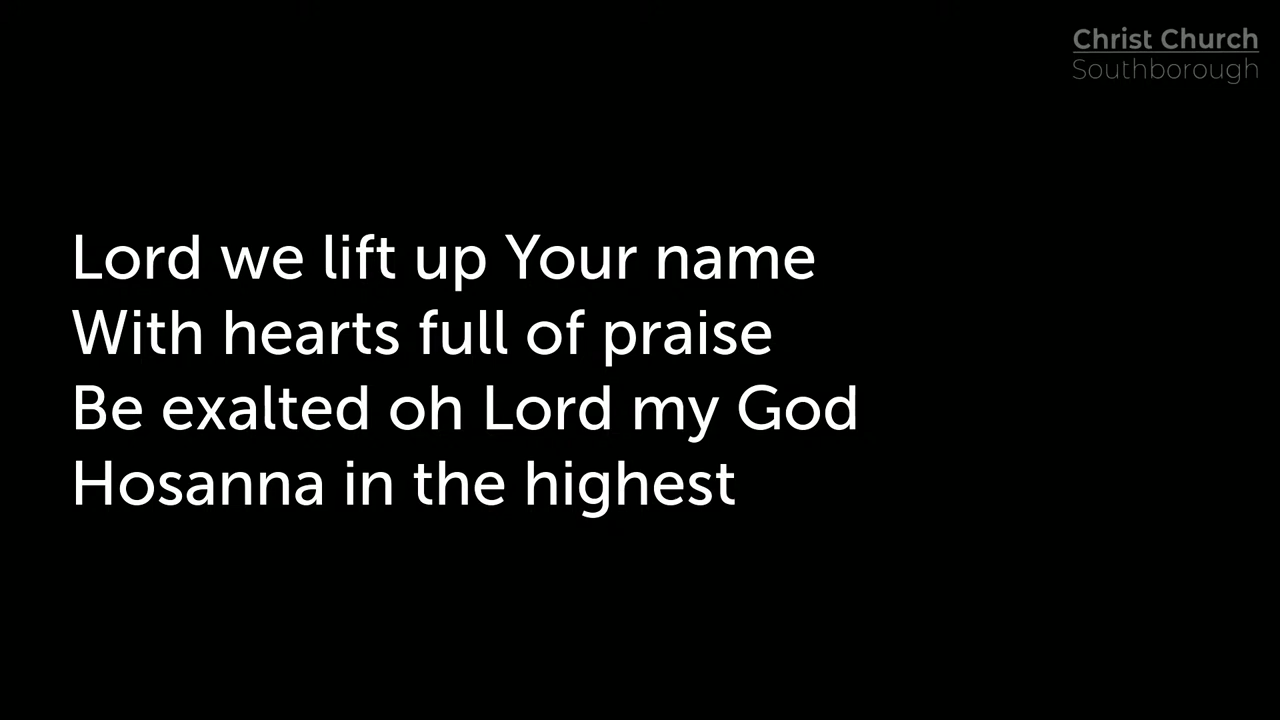 Christ Church
Southborough
Lord we lift up Your name
With hearts full of praise
Be exalted oh Lord my God
Hosanna in the highest